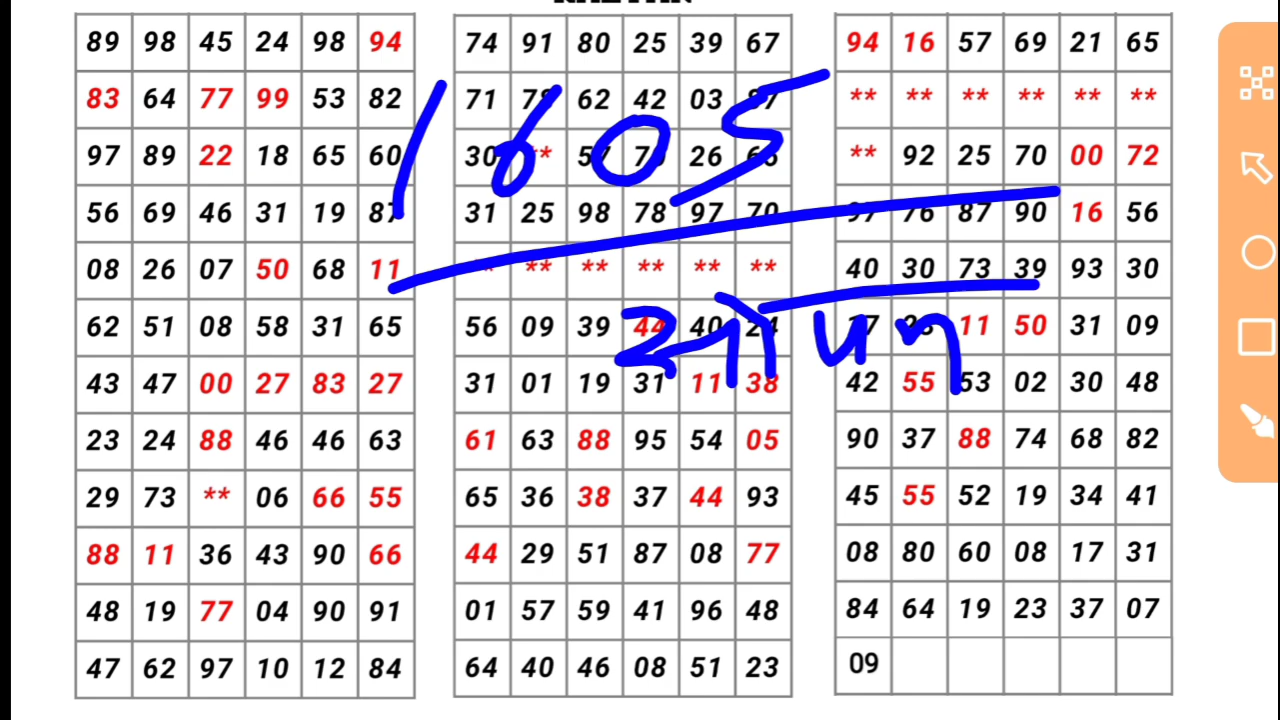 89 98 45 24 98 94
83 64 77 99 53 82
97 89 22 18 65 60
56 69 46 31 19 87
08 26 07 50 68 11
62 51 08 58 31 65
43 47 00 27 83 27
23 24 88 46 46 63
29 73 ** 06 66 55
88 11 36 43 90 66
48 19 77 04 90 91
47 62 97 10 12 84
74 91 80 25 39 67
71 62 42 03
30 ** 57 26
31 25 98 78 97 70
** ** ** ** ** **
56 09 39 44 40 24
31 01 19 31 11 38
61 63 88 95 54 05
65 36 38 37 44 93
44 29 51 87 08 77
01 57 59 41 96 48
64 40 46 08 51 23
94 16 57 69 21 65
** ** ** ** ** **
** 92 25 70 00 72
97 76 87 90 16 56
40 30 73 39 93 30
11 50 31 09
42 55 53 02 30 48
90 37 88 74 68 82
45 55 52 19 34 41
08 80 60 08 17 31
84 64 19 23 37 07
09
1605